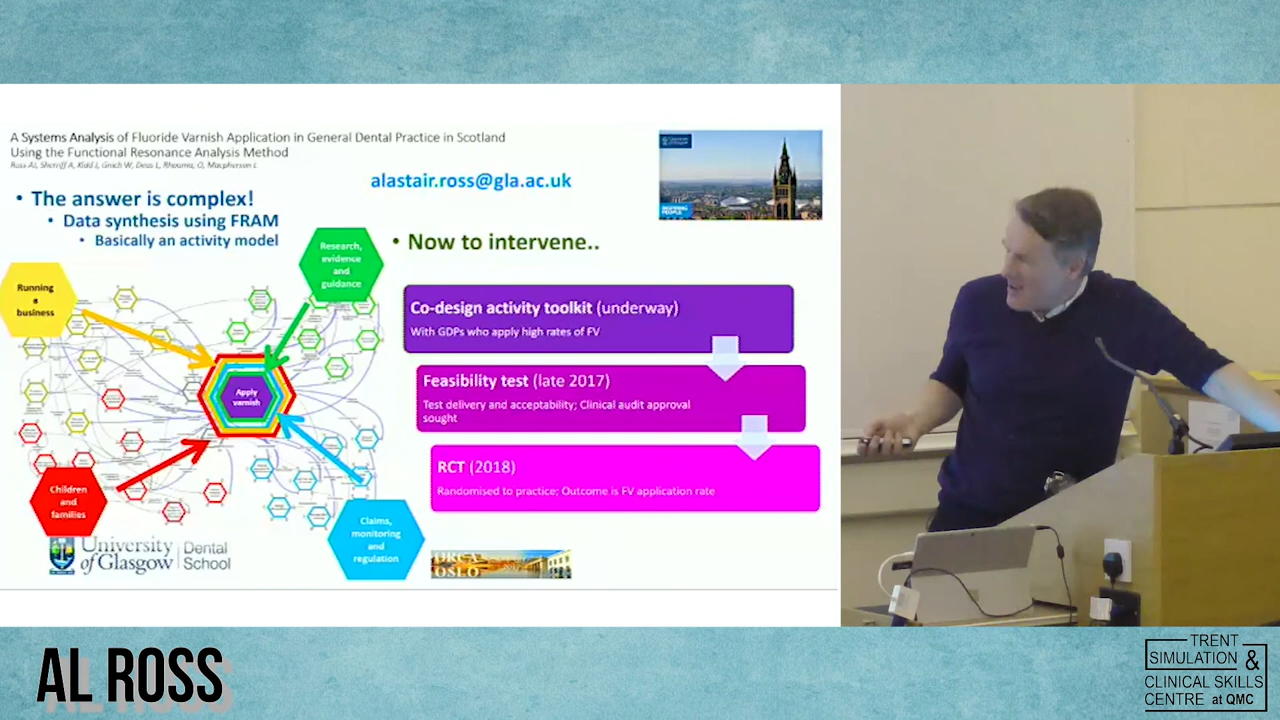 A Systems Analysis of Fluoride Varnish Application in General Dental Practice in Scotland
Using the Functional Resonance Analysis Method
alastair.ross@gla.ac.uk
• The answer is complex!
• Data synthesis using FRAM
• Basically an activity model
• Now to intervene..
Research,
evidence
and
guidance
Running
a
business
Apply
varnish
Children
and
families
Claims,
monitoring
and
regulation
Co-design activity toolkit (underway)
With GDPs who apply high rates of FV
Feasibility test (late 2017)
Test delivery and acceptability; Clinical audit approval
sought
RCT (2018)
Randomised to practice; Outcome is FV application rate
University
of Glasgow
Dental
School
ORCA
OSLO
AL ROSS
TRENT
SIMULATION &
CLINICAL SKILLS
CENTRE at QMC